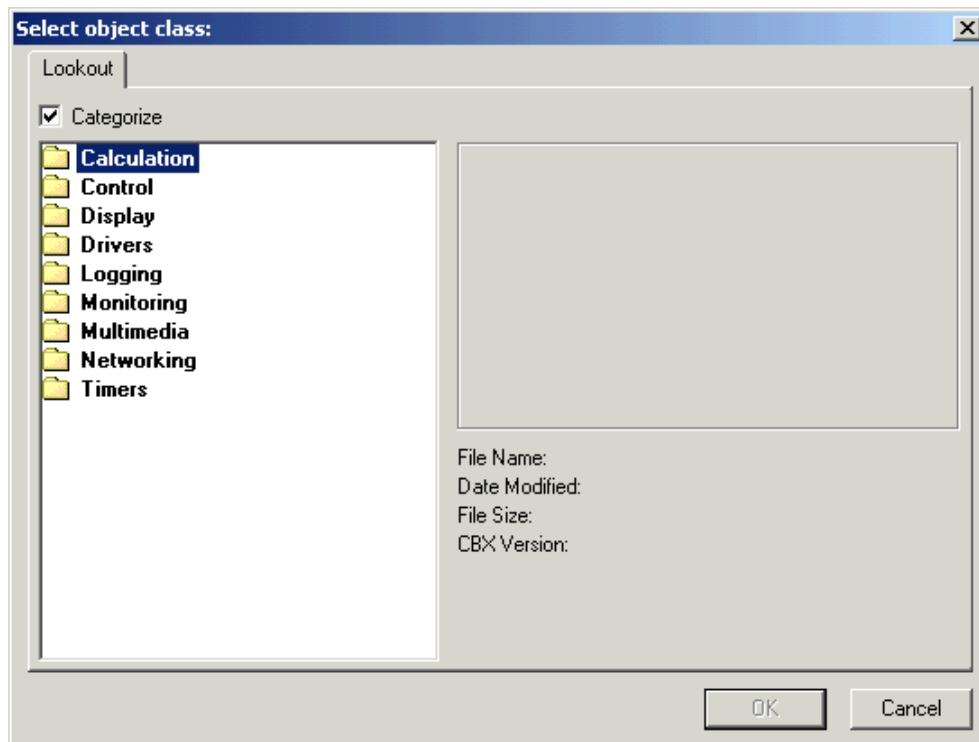 Select object class:
Lookout
Categorize
Calculation
Control
Display
Drivers
Logging
Monitoring
Multimedia
Networking
Timers
File Name:
Date Modified:
File Size:
CBX Version:
OK
Cancel